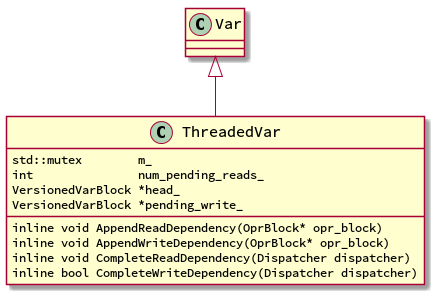 C Var
C ThreadedVar
std::mutex m_
int num_pending_reads_
VersionedVarBlock *head_
VersionedVarBlock *pending_write_
inline void AppendReadDependency(OprBlock* opr_block)
inline void AppendWriteDependency(OprBlock* opr_block)
inline void CompleteReadDependency(Dispatcher dispatcher)
inline bool CompleteWriteDependency(Dispatcher dispatcher)